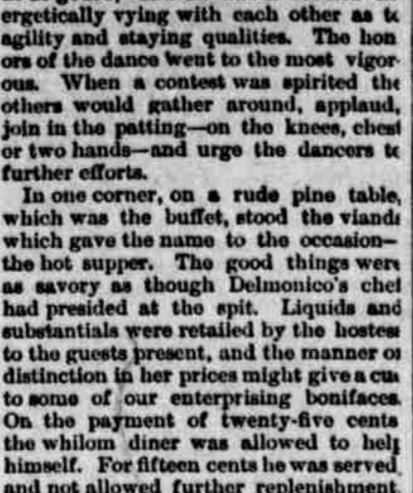 ergetically vying with each other as to
agility and staying qualities. The hon
ors of the dance went to the most vigor-
ous. When a contest was spirited the
others would gather around, applaud,
join in the patting—on the knees, chest
or two hands—and urge the dancers to
further efforts.
In one corner, on a rude pine table,
which was the buffet, stood the viands
which gave the name to the occasion—
the hot supper. The good things were
as savory as though Delmonico's chef
had presided at the spit. Liquids and
substantials were retailed by the hostess
to the guests present, and the manner of
distinction in her prices might give a cue
to some of our enterprising bonifaces.
On the payment of twenty-five cents
the whilom diner was allowed to help
himself. For fifteen cents he was served
and not allowed further replenishment.